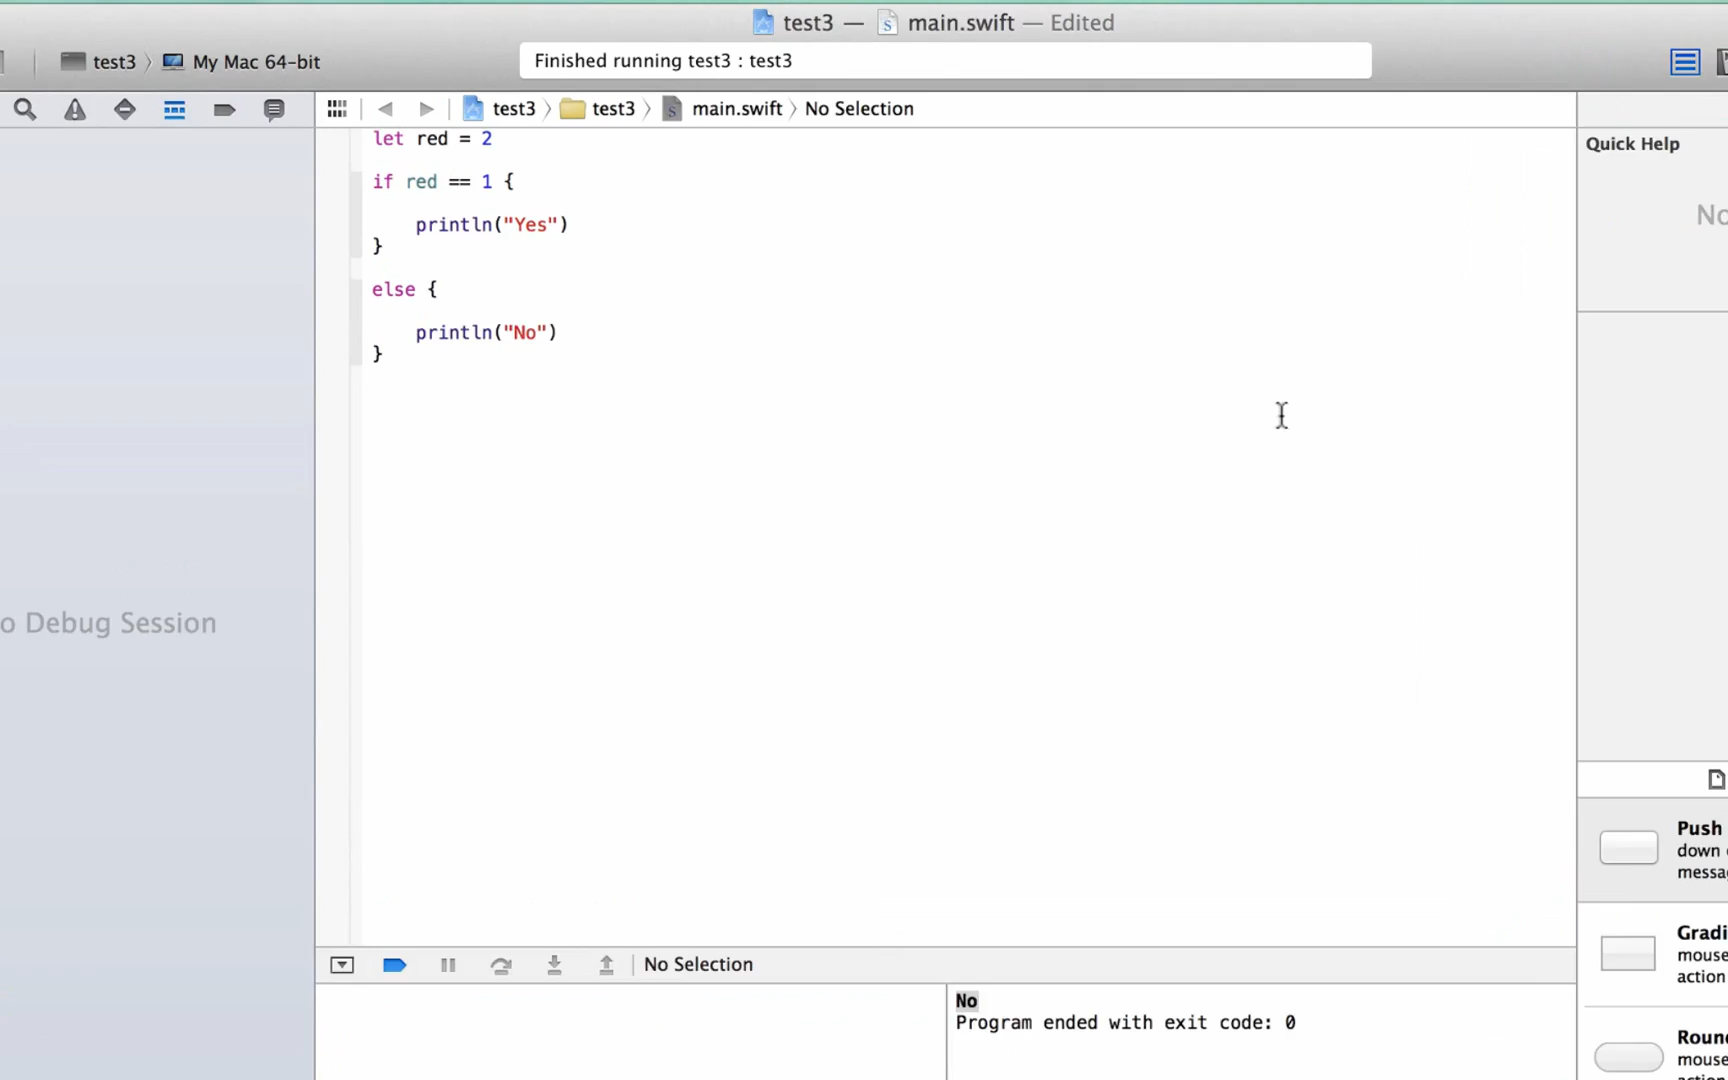 test3 — main.swift — Edited
test3 〉 My Mac 64-bit
Finished running test3 : test3
test3 〉 test3 〉 main.swift 〉 No Selection
let red = 2
if red == 1 {
println("Yes")
}
else {
println("No")
}
o Debug Session
Quick Help
No
Push
down
messa
Gradi
mouse
action
Roun
mouse
No Selection
No
Program ended with exit code: 0